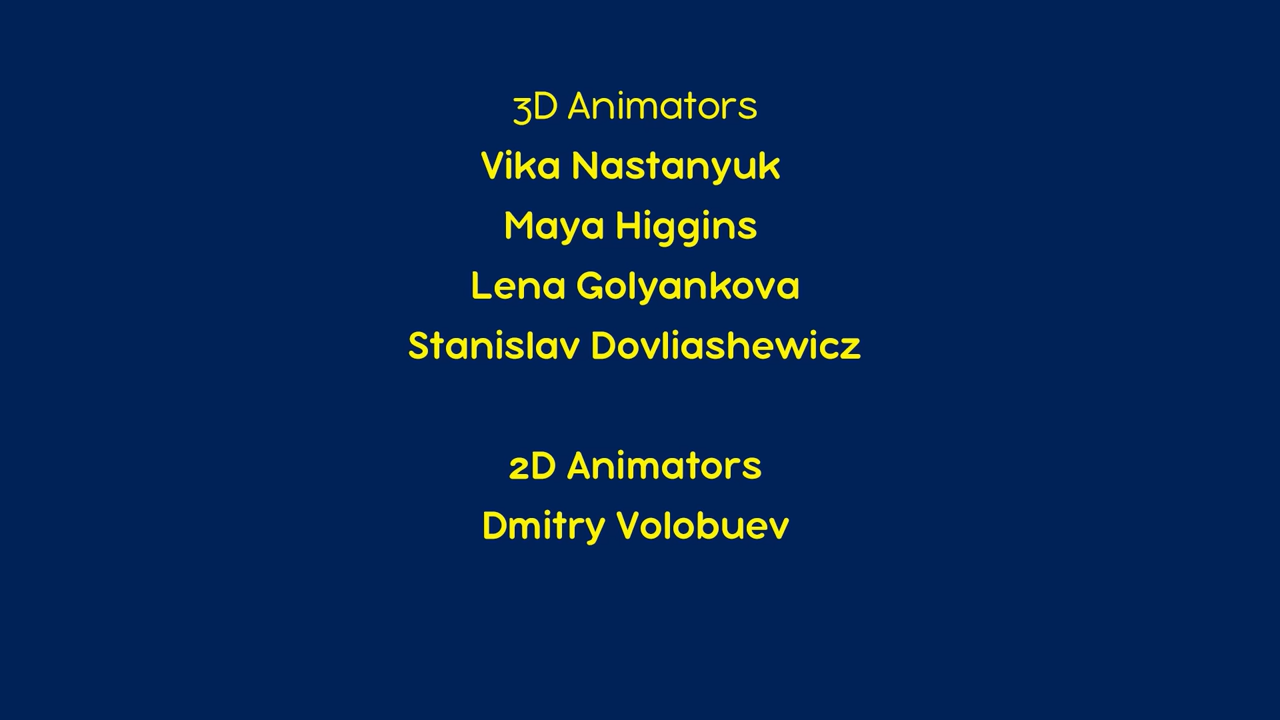 3D Animators
Vika Nastanyuk
Maya Higgins
Lena Golyankova
Stanislav Dovliashewicz
2D Animators
Dmitry Volobuev